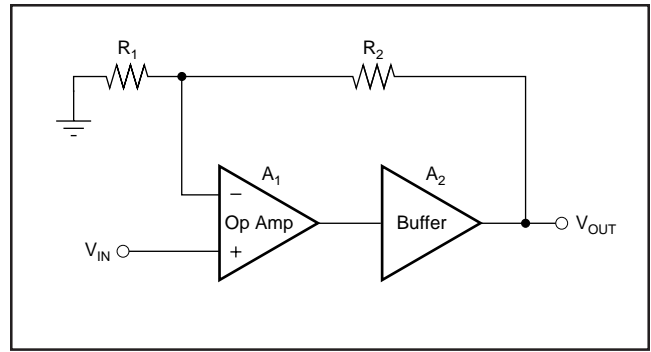 R1
R2
A1
A2
−
Op Amp
Buffer
VOUT
VIN
+